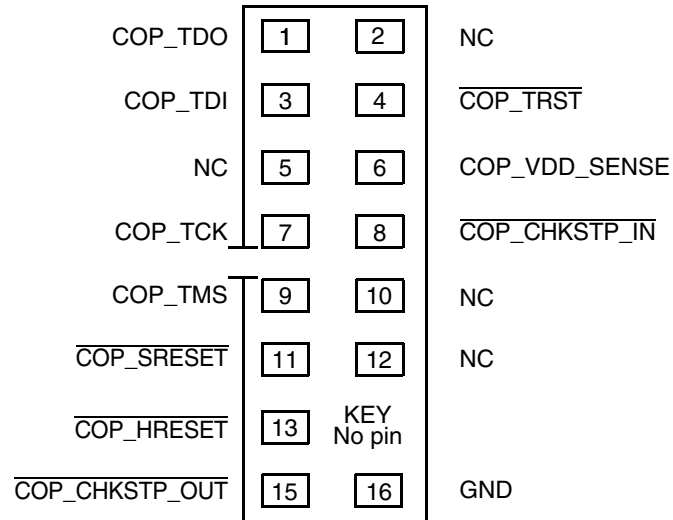 COP_TDO 1 2 NC
COP_TDI 3 4 COP_TRST
NC 5 6 COP_VDD_SENSE
COP_TCK 7 8 COP_CHKSTP_IN
COP_TMS 9 10 NC
COP_SRESET 11 12 NC
COP_HRESET 13 KEY
No pin
COP_CHKSTP_OUT 15 16 GND